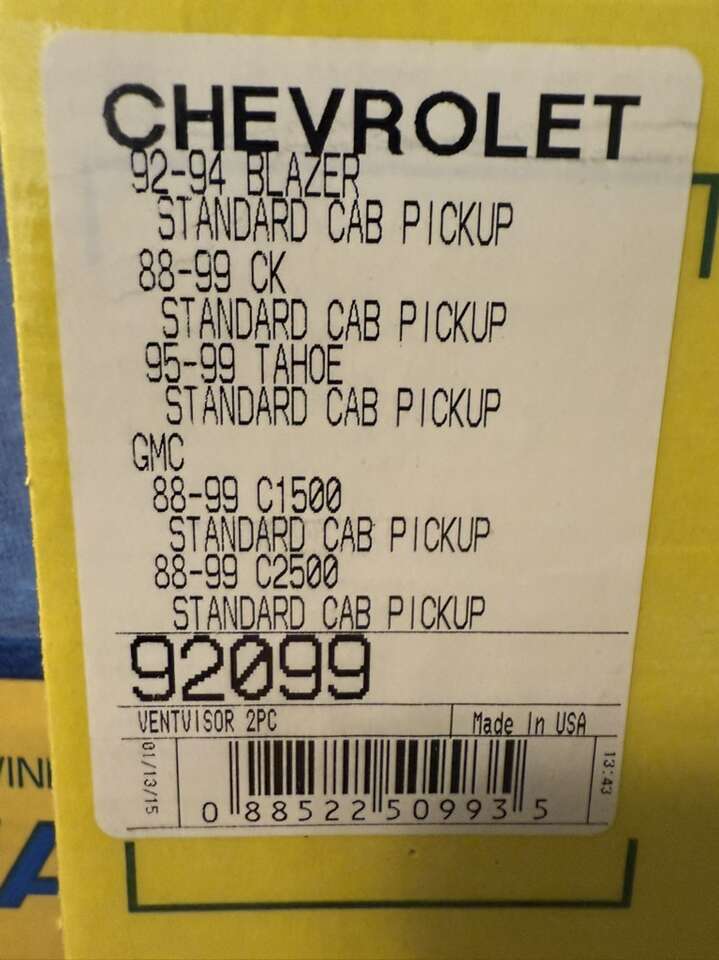 CHEVROLET
92-94 BLAZER
STANDARD CAB PICKUP
88-99 CK
STANDARD CAB PICKUP
95-99 TAHOE
STANDARD CAB PICKUP
GMC
88-99 C1500
STANDARD CAB PICKUP
88-99 C2500
STANDARD CAB PICKUP
92099
VENTVISOR 2PC
Made In USA
01/13/15
0 88522 50993 5
13:43